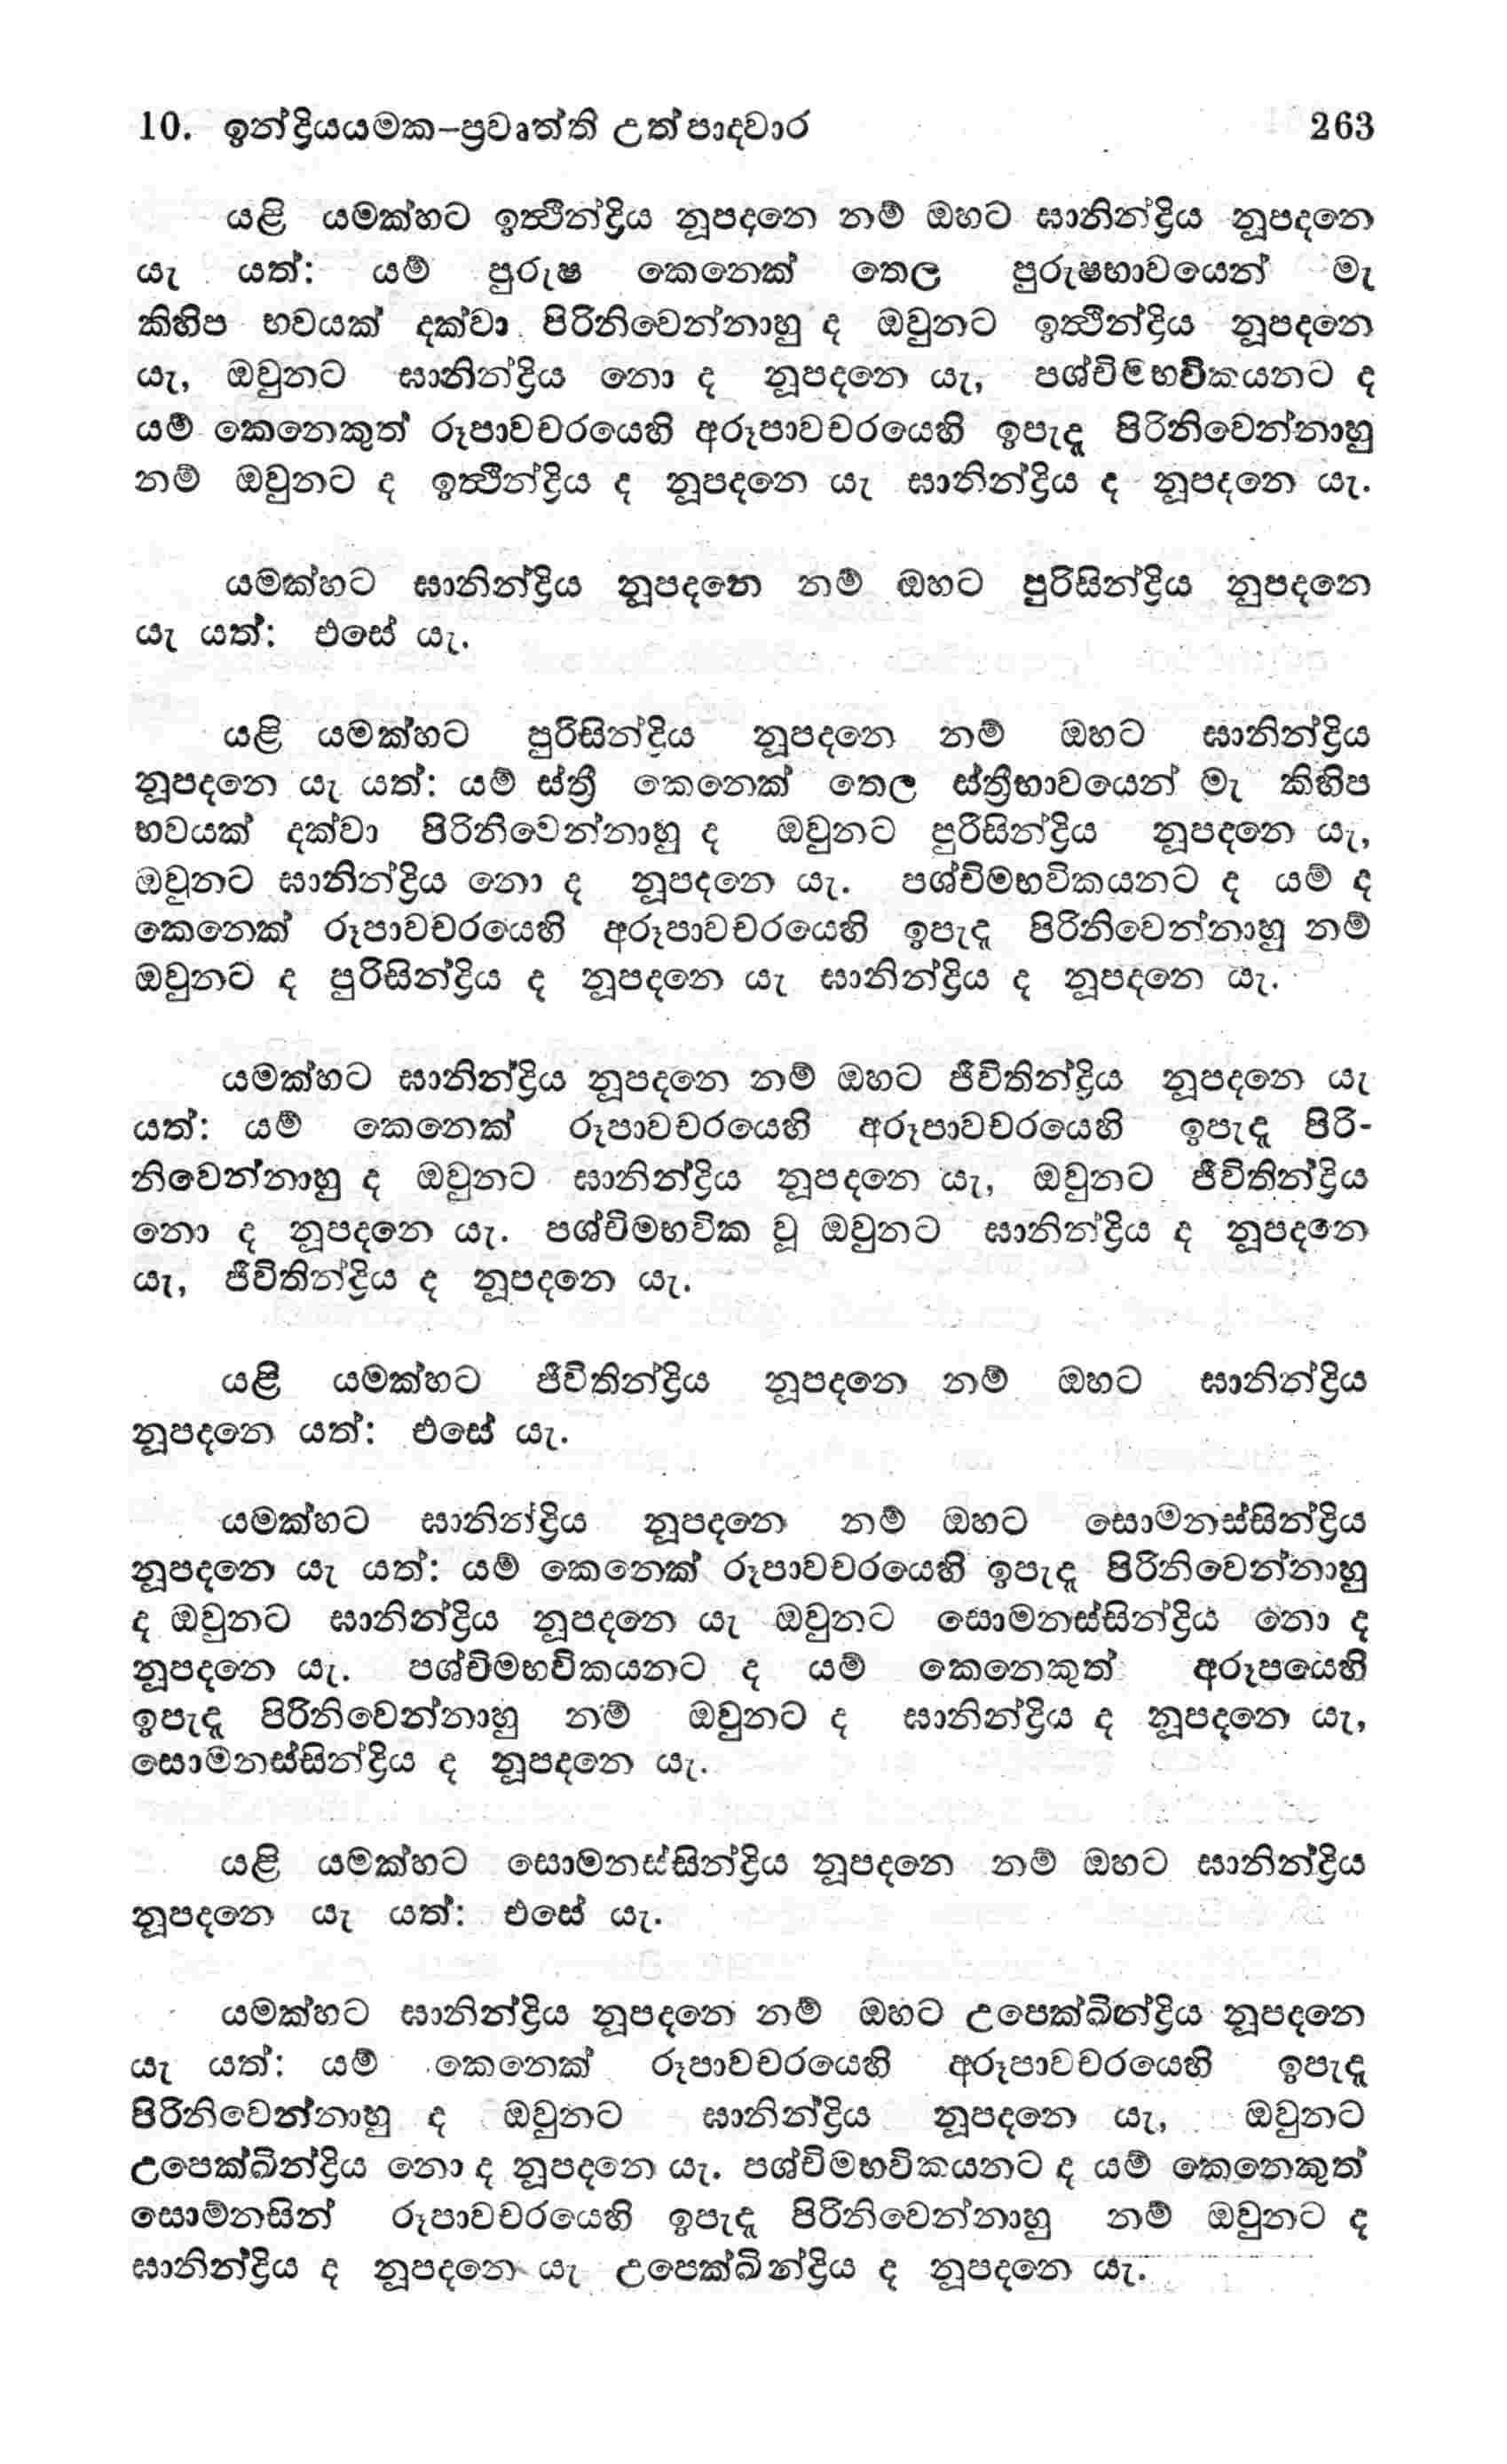 10. ඉන්ද්‍රියයමක-ප්‍රවෘත්ති උත්පාදවාර 263
යළි යමක්හට ඉත්‍ථින්ද්‍රිය නූපදනෙ නම් ඔහට ඝානින්ද්‍රිය නූපදනෙ
යැ යත්: යම් පුරුෂ කෙනෙක් තෙල පුරුෂභාවයෙන් මැ
කිහිප භවයක් දක්වා පිරිනිවෙන්නාහු ද ඔවුනට ඉත්‍ථින්ද්‍රිය නූපදනෙ
යැ, ඔවුනට ඝානින්ද්‍රිය නො ද නූපදනෙ යැ, පශ්චිමභවිකයනට ද
යම් කෙනෙකුත් රූපාවචරයෙහි අරූපාවචරයෙහි ඉපැදූ පිරිනිවෙන්නාහු
නම් ඔවුනට ද ඉත්‍ථින්ද්‍රිය ද නූපදනෙ යැ ඝානින්ද්‍රිය ද නූපදනෙ යැ.
යමක්හට ඝානින්ද්‍රිය නූපදනෙ නම් ඔහට පුරිසින්ද්‍රිය නුපදනෙ
යැ යත්: එසේ යැ.
යළි යමක්හට පුරිසින්ද්‍රිය නූපදනෙ නම් ඔහට ඝානින්ද්‍රිය
නූපදනෙ යැ යත්: යම් ස්ත්‍රී කෙනෙක් තෙල ස්ත්‍රීභාවයෙන් මැ කිහිප
භවයක් දක්වා පිරිනිවෙන්නාහු ද ඔවුනට පුරිසින්ද්‍රිය නූපදනෙ යැ,
ඔවුනට ඝානින්ද්‍රිය නො ද නූපදනෙ යැ. පශ්චිමභවිකයනට ද යම් ද
කෙනෙක් රූපාවචරයෙහි අරූපාවචරයෙහි ඉපැදූ පිරිනිවෙන්නාහු නම්
ඔවුනට ද පුරිසින්ද්‍රිය ද නූපදනෙ යැ ඝානින්ද්‍රිය ද නූපදනෙ යැ.
යමක්හට ඝානින්ද්‍රිය නූපදනෙ නම් ඔහට ජීවිතින්ද්‍රිය නූපදනෙ යැ
යත්: යම් කෙනෙක් රූපාවචරයෙහි අරූපාවචරයෙහි ඉපැදූ පිරි-
නිවෙන්නාහු ද ඔවුනට ඝානින්ද්‍රිය නූපදනෙ යැ, ඔවුනට ජීවිතින්ද්‍රිය
නො ද නූපදනෙ යැ. පශ්චිමභවික වූ ඔවුනට ඝානින්ද්‍රිය ද නූපදනෙ
යැ, ජීවිතින්ද්‍රිය ද නූපදනෙ යැ.
යළි යමක්හට ජීවිතින්ද්‍රිය නූපදනෙ නම් ඔහට ඝානින්ද්‍රිය
නූපදනෙ යත්: එසේ යැ.
යමක්හට ඝානින්ද්‍රිය නූපදනෙ නම් ඔහට සොමනස්සින්ද්‍රිය
නූපදනෙ යැ යත්: යම් කෙනෙක් රූපාවචරයෙහි ඉපැදූ පිරිනිවෙන්නාහු
ද ඔවුනට ඝානින්ද්‍රිය නූපදනෙ යැ ඔවුනට සොමනස්සින්ද්‍රිය නො ද
නූපදනෙ යැ. පශ්චිමභවිකයනට ද යම් කෙනෙකුත් අරූපයෙහි
ඉපැදූ පිරිනිවෙන්නාහු නම් ඔවුනට ද ඝානින්ද්‍රිය ද නූපදනෙ යැ,
සොමනස්සින්ද්‍රිය ද නූපදනෙ යැ.
යළි යමක්හට සොමනස්සින්ද්‍රිය නූපදනෙ නම් ඔහට ඝානින්ද්‍රිය
නූපදනෙ යැ යත්: එසේ යැ.
යමක්හට ඝානින්ද්‍රිය නූපදනෙ නම් ඔහට උපෙක්ඛින්ද්‍රිය නූපදනෙ
යැ යත්: යම් කෙනෙක් රූපාවචරයෙහි අරූපාවචරයෙහි ඉපැදූ
පිරිනිවෙන්නාහු ද ඔවුනට ඝානින්ද්‍රිය නූපදනෙ යැ, ඔවුනට
උපෙක්ඛින්ද්‍රිය නො ද නූපදනෙ යැ. පශ්චිමභවිකයනට ද යම් කෙනෙකුත්
සොම්නසින් රූපාවචරයෙහි ඉපැදූ පිරිනිවෙන්නාහු නම් ඔවුනට ද
ඝානින්ද්‍රිය ද නූපදනෙ යැ උපෙක්ඛින්ද්‍රිය ද නූපදනෙ යැ.